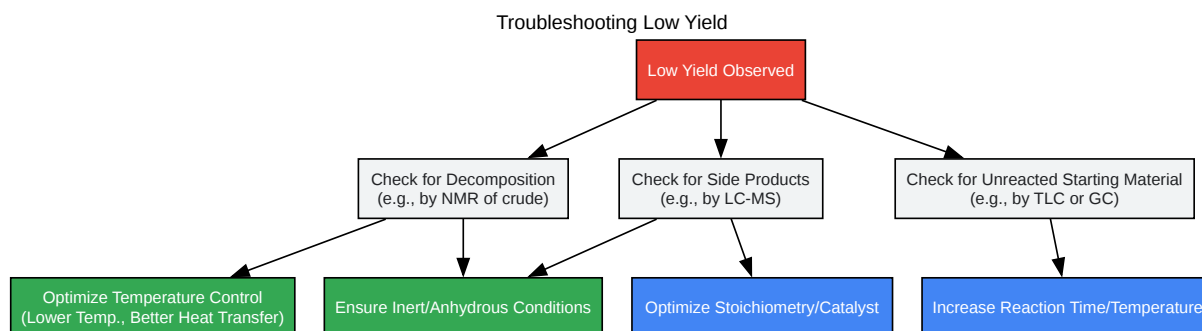 Troubleshooting Low Yield
Low Yield Observed
Check for Decomposition
(e.g., by NMR of crude)
Check for Side Products
(e.g., by LC-MS)
Check for Unreacted Starting Material
(e.g., by TLC or GC)
Optimize Temperature Control
(Lower Temp., Better Heat Transfer)
Ensure Inert/Anhydrous Conditions
Optimize Stoichiometry/Catalyst
Increase Reaction Time/Temperature